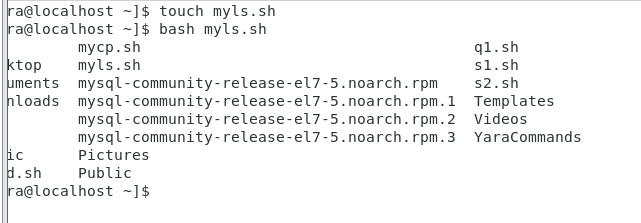 ra@localhost ~]$ touch myls.sh
ra@localhost ~]$ bash myls.sh
mycp.sh q1.sh
ktop myls.sh s1.sh
uments mysql-community-release-el7-5.noarch.rpm s2.sh
nloads mysql-community-release-el7-5.noarch.rpm.1 Templates
mysql-community-release-el7-5.noarch.rpm.2 Videos
mysql-community-release-el7-5.noarch.rpm.3 YaraCommands
ic Pictures
d.sh Public
ra@localhost ~]$